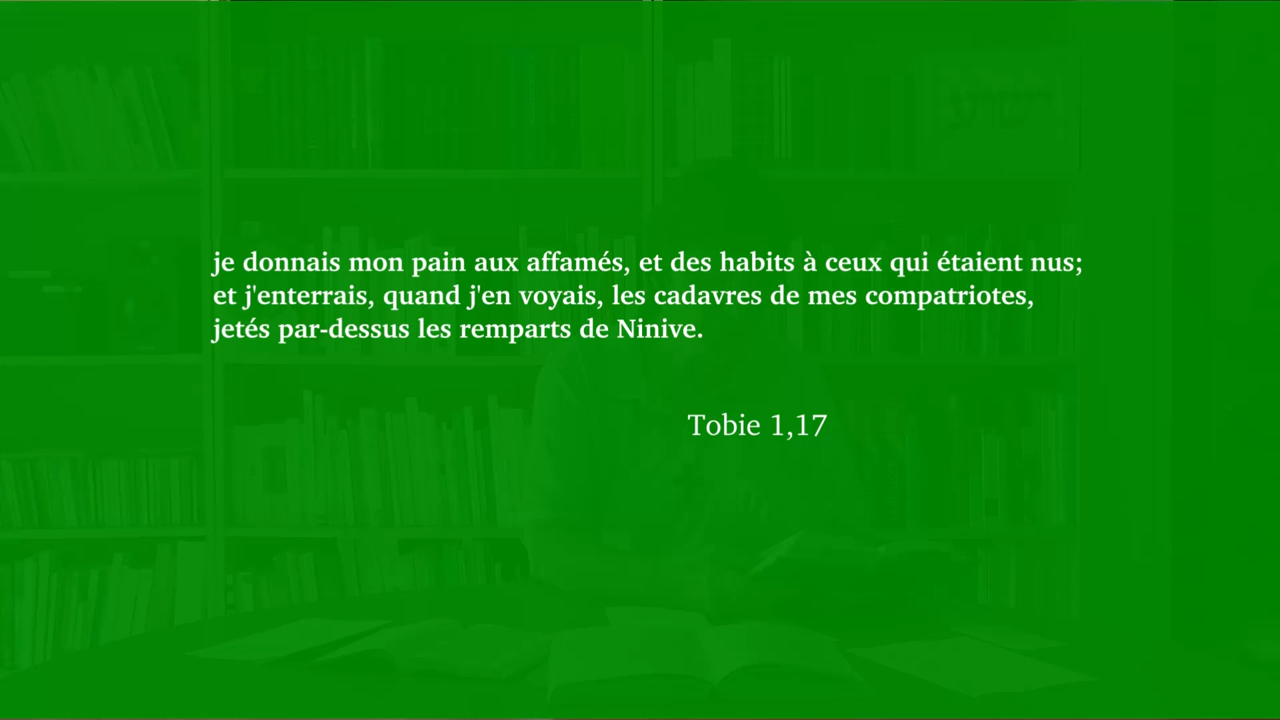 je donnais mon pain aux affamés, et des habits à ceux qui étaient nus;
et j'enterrais, quand j'en voyais, les cadavres de mes compatriotes,
jetés par-dessus les remparts de Ninive.
Tobie 1,17